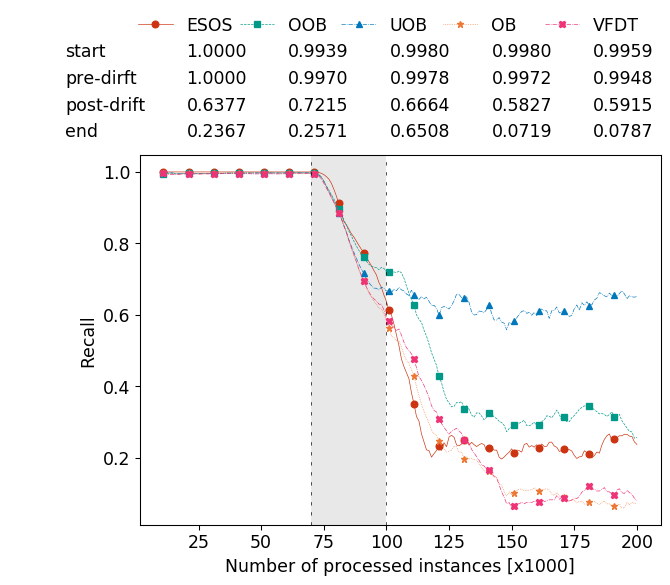 ESOS OOB UOB OB VFDT
start 1.0000 0.9939 0.9980 0.9980 0.9959
pre-dirft 1.0000 0.9970 0.9978 0.9972 0.9948
post-drift 0.6377 0.7215 0.6664 0.5827 0.5915
end 0.2367 0.2571 0.6508 0.0719 0.0787
1.0
0.8
0.6
0.4
0.2
Recall
25 50 75 100 125 150 175 200
Number of processed instances [x1000]